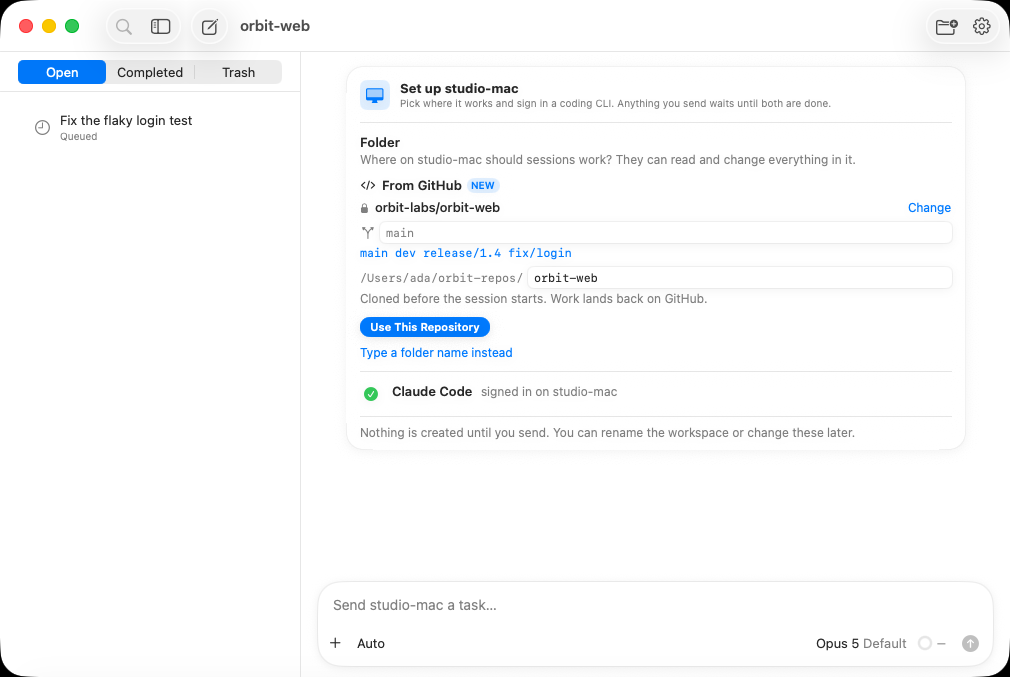 orbit-web
Open Completed Trash
Fix the flaky login test
Queued
Set up studio-mac
Pick where it works and sign in a coding CLI. Anything you send waits until both are done.
Folder
Where on studio-mac should sessions work? They can read and change everything in it.
</> From GitHub NEW
orbit-labs/orbit-web Change
main
main dev release/1.4 fix/login
/Users/ada/orbit-repos/ orbit-web
Cloned before the session starts. Work lands back on GitHub.
Use This Repository
Type a folder name instead
Claude Code signed in on studio-mac
Nothing is created until you send. You can rename the workspace or change these later.
Send studio-mac a task...
+ Auto Opus 5 Default –